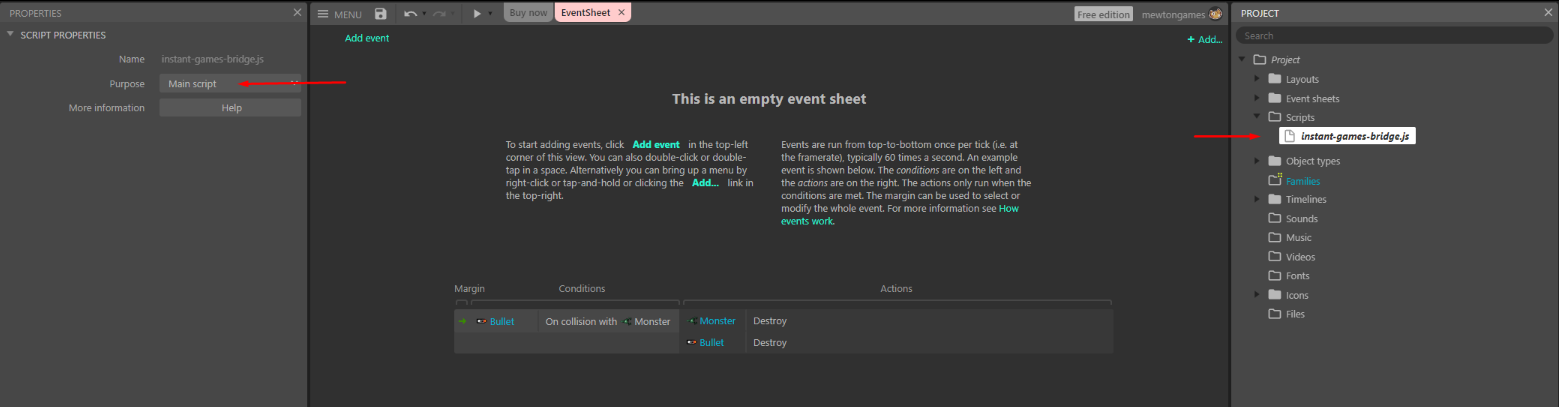 PROPERTIES
SCRIPT PROPERTIES
Name instant-games-bridge.js
Purpose Main script
More information Help
MENU
Buy now
EventSheet
Free edition
mewtongames
Add event
+ Add...
This is an empty event sheet
To start adding events, click Add event in the top-left
corner of this view. You can also double-click or double-
tap in a space. Alternatively you can bring up a menu by
right-click or tap-and-hold or clicking the Add... link in
the top-right.
Events are run from top-to-bottom once per tick (i.e. at
the framerate), typically 60 times a second. An example
event is shown below. The conditions are on the left and
the actions are on the right. The actions only run when the
conditions are met. The margin can be used to select or
modify the whole event. For more information see How
events work.
Margin Conditions Actions
Bullet On collision with Monster Monster Destroy
Bullet Destroy
PROJECT
Search
Project
Layouts
Event sheets
Scripts
instant-games-bridge.js
Object types
Families
Timelines
Sounds
Music
Videos
Fonts
Icons
Files